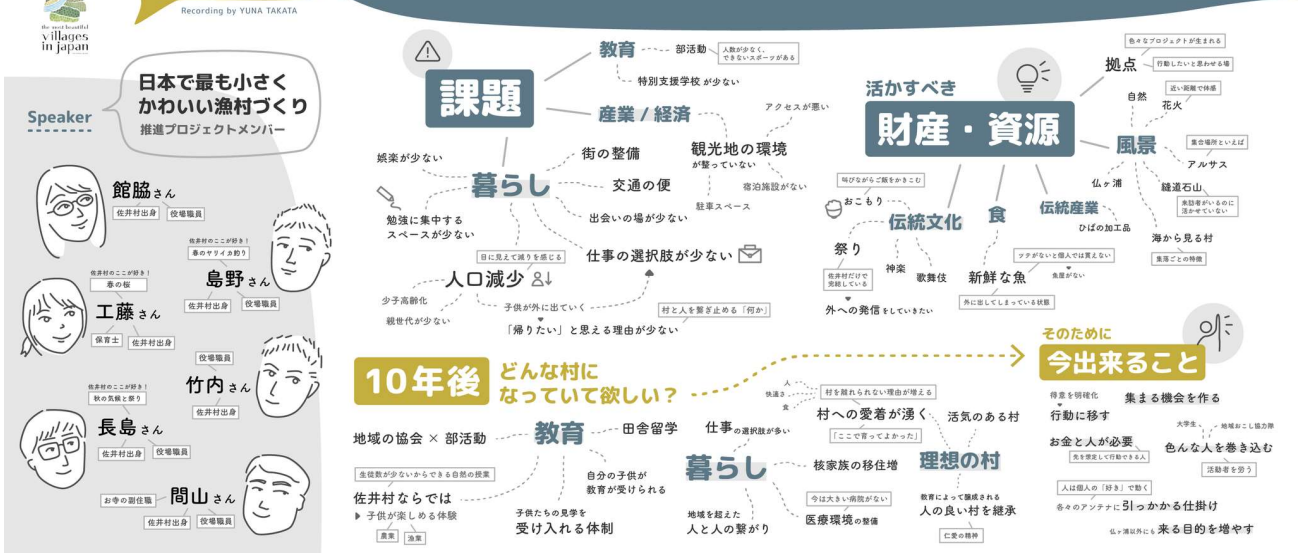 the most beautiful
villages
in japan
Recording by YUNA TAKATA
Speaker
日本で最も小さく
かわいい漁村づくり
推進プロジェクトメンバー
館脇さん
佐井村出身
役場職員
佐井村のここが好き!
春のヤリイカ釣り
島野さん
佐井村出身
役場職員
佐井村のここが好き!
春の桜
工藤さん
保育士
佐井村出身
役場職員
竹内さん
佐井村出身
佐井村のここが好き!
秋の気候と祭り
長島さん
佐井村出身
役場職員
お寺の副住職
間山さん
佐井村出身
役場職員
課題
教育
部活動
人数が少なく、
できないスポーツがある
特別支援学校が少ない
産業 / 経済
アクセスが悪い
観光地の環境
が整っていない
宿泊施設がない
駐車スペース
暮らし
娯楽が少ない
勉強に集中する
スペースが少ない
街の整備
交通の便
出会いの場が少ない
仕事の選択肢が少ない
目に見えて減りを感じる
人口減少
少子高齢化
親世代が少ない
子供が外に出ていく
村と人を繋ぎ止める「何か」
「帰りたい」と思える理由が少ない
活かすべき
財産・資源
色々なプロジェクトが生まれる
拠点
行動したいと思わせる場
近い距離で体感
自然
花火
風景
集合場所といえば
アルサス
仏ヶ浦
縫道石山
来訪者がいるのに
活かせていない
海から見る村
集落ごとの特徴
叫びながらご飯をかきこむ
おこもり
伝統文化
祭り
佐井村だけで
完結している
外への発信をしていきたい
神楽
歌舞伎
食
新鮮な魚
ツテがないと個人では買えない
魚屋がない
外に出してしまっている状態
伝統産業
ひばの加工品
10年後
どんな村に
なっていて欲しい?
教育
地域の協会 × 部活動
田舎留学
生徒数が少ないからできる自然の授業
佐井村ならでは
▶ 子供が楽しめる体験
農業
漁業
子供たちの見学を
受け入れる体制
自分の子供が
教育が受けられる
暮らし
仕事の選択肢が多い
核家族の移住増
今は大きい病院がない
医療環境の整備
地域を超えた
人と人の繋がり
理想の村
人
快適さ
食
村を離れられない理由が増える
村への愛着が湧く
「ここで育ってよかった」
活気のある村
教育によって醸成される
人の良い村を継承
仁愛の精神
そのために
今出来ること
得意を明確化
行動に移す
集まる機会を作る
お金と人が必要
先を想定して行動できる人
大学生
地域おこし協力隊
色んな人を巻き込む
活動者を労う
人は個人の「好き」で動く
各々のアンテナに引っかかる仕掛け
仏ヶ浦以外にも来る目的を増やす